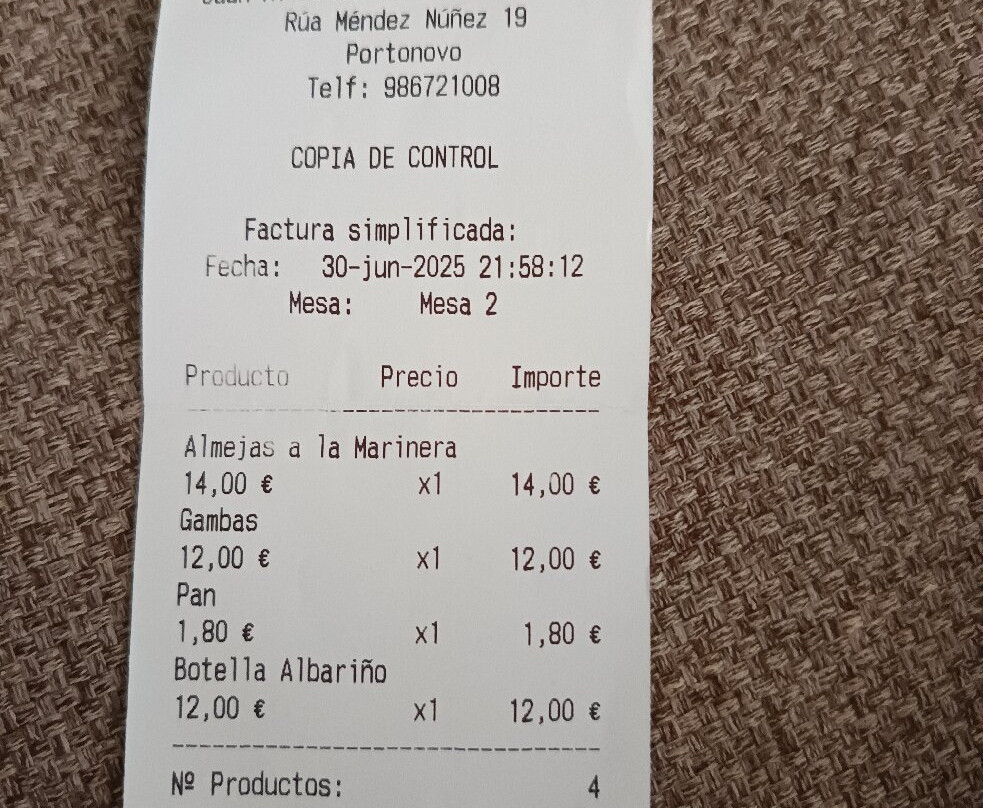 Rúa Méndez Núñez 19
Portonovo
Telf: 986721008
COPIA DE CONTROL
Factura simplificada:
Fecha: 30-jun-2025 21:58:12
Mesa: Mesa 2
Producto Precio Importe
Almejas a la Marinera
14,00 € x1 14,00 €
Gambas
12,00 € x1 12,00 €
Pan
1,80 € x1 1,80 €
Botella Albariño
12,00 € x1 12,00 €
Nº Productos: 4